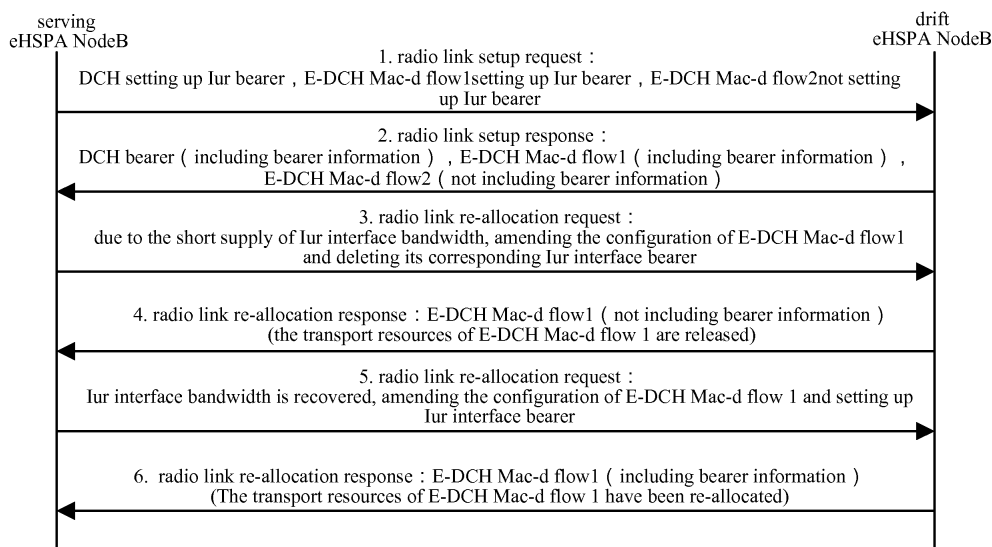 serving
eHSPA NodeB
drift
eHSPA NodeB
1. radio link setup request：
DCH setting up Iur bearer，E-DCH Mac-d flow1setting up Iur bearer，E-DCH Mac-d flow2not setting
up Iur bearer
2. radio link setup response：
DCH bearer（including bearer information），E-DCH Mac-d flow1（including bearer information），
E-DCH Mac-d flow2（not including bearer information）
3. radio link re-allocation request：
due to the short supply of Iur interface bandwidth, amending the configuration of E-DCH Mac-d flow1
and deleting its corresponding Iur interface bearer
4. radio link re-allocation response：E-DCH Mac-d flow1（not including bearer information）
(the transport resources of E-DCH Mac-d flow 1 are released)
5. radio link re-allocation request：
Iur interface bandwidth is recovered, amending the configuration of E-DCH Mac-d flow 1 and setting up
Iur interface bearer
6. radio link re-allocation response：E-DCH Mac-d flow1（including bearer information）
(The transport resources of E-DCH Mac-d flow 1 have been re-allocated)